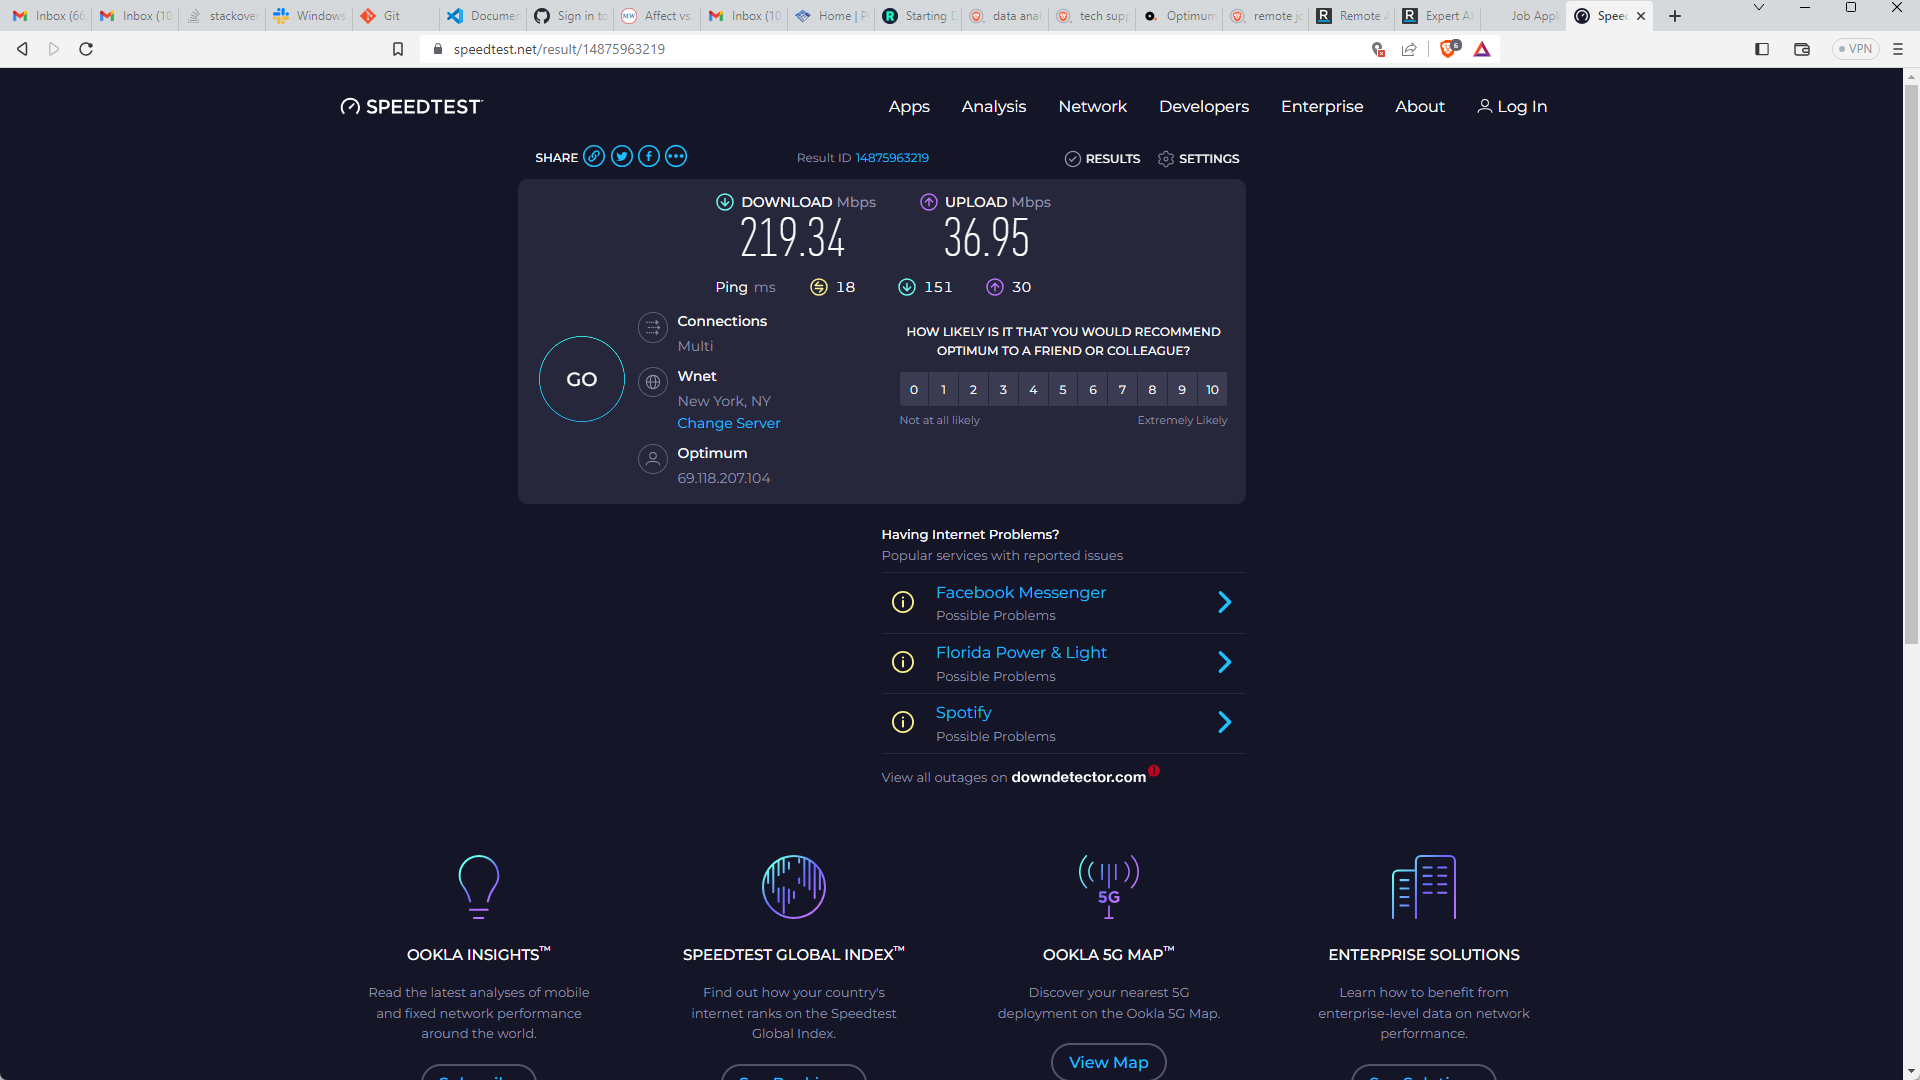 Inbox (66
Inbox (10
stackover
Windows
Git
Documen
Sign in to
Affect vs.
Inbox (10
Home | P
Starting D
data anal
tech supp
Optimum
remote jo
Remote A
Expert A
Job Appli
Speed
speedtest.net/result/14875963219
6
VPN
SPEEDTEST
Apps
Analysis
Network
Developers
Enterprise
About
Log In
SHARE
Result ID 14875963219
RESULTS
SETTINGS
DOWNLOAD Mbps
UPLOAD Mbps
219.34
36.95
Ping ms
18
151
30
GO
Connections
Multi
Wnet
New York, NY
Change Server
Optimum
69.118.207.104
HOW LIKELY IS IT THAT YOU WOULD RECOMMEND
OPTIMUM TO A FRIEND OR COLLEAGUE?
0 1 2 3 4 5 6 7 8 9 10
Not at all likely
Extremely Likely
Having Internet Problems?
Popular services with reported issues
Facebook Messenger
Possible Problems
Florida Power & Light
Possible Problems
Spotify
Possible Problems
View all outages on downdetector.com
5G
OOKLA INSIGHTS™
Read the latest analyses of mobile
and fixed network performance
around the world.
SPEEDTEST GLOBAL INDEX™
Find out how your country's
internet ranks on the Speedtest
Global Index.
OOKLA 5G MAP™
Discover your nearest 5G
deployment on the Ookla 5G Map.
View Map
ENTERPRISE SOLUTIONS
Learn how to benefit from
enterprise-level data on network
performance.